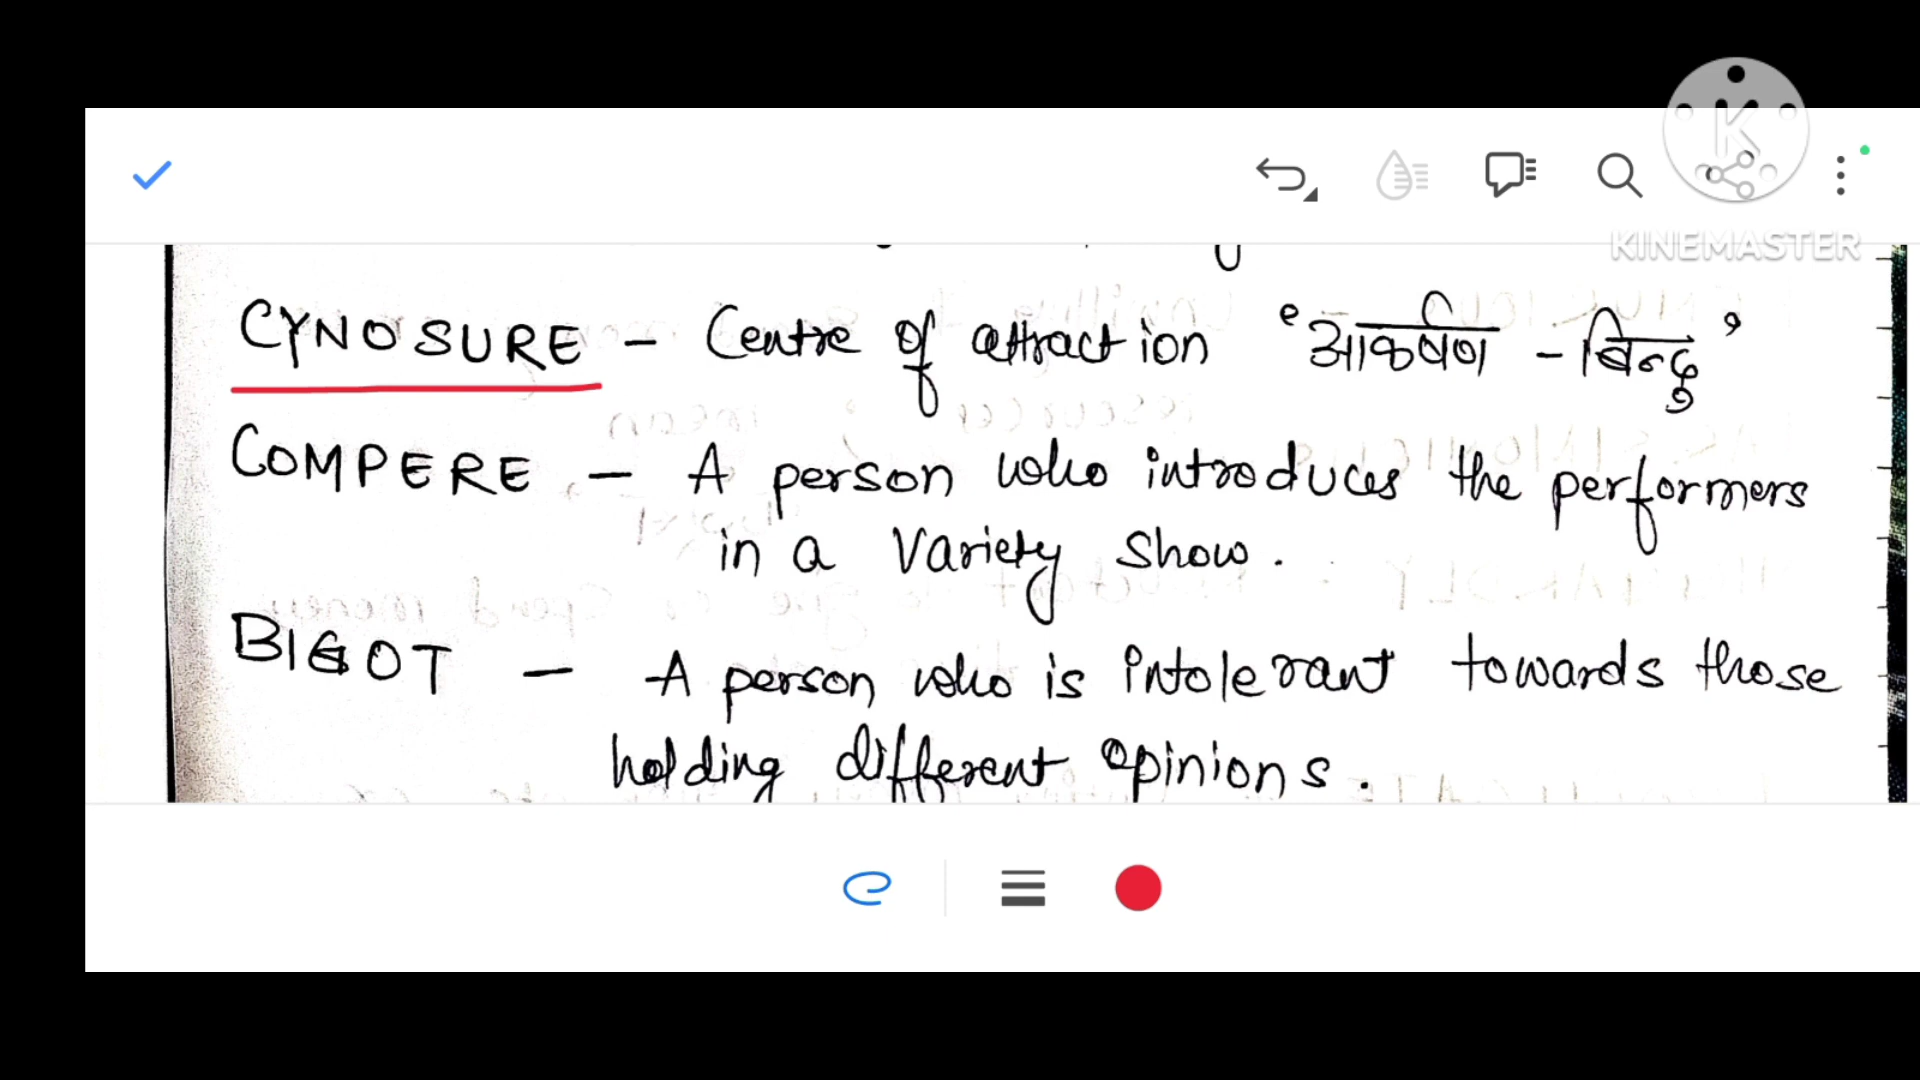 KINEMASTER
CYNOSURE - Centre of attraction 'आकर्षण - बिन्दु'
COMPERE - A person who introduces the performers
in a Variety Show.
BIGOT - A person who is intolerant towards those
holding different opinions.